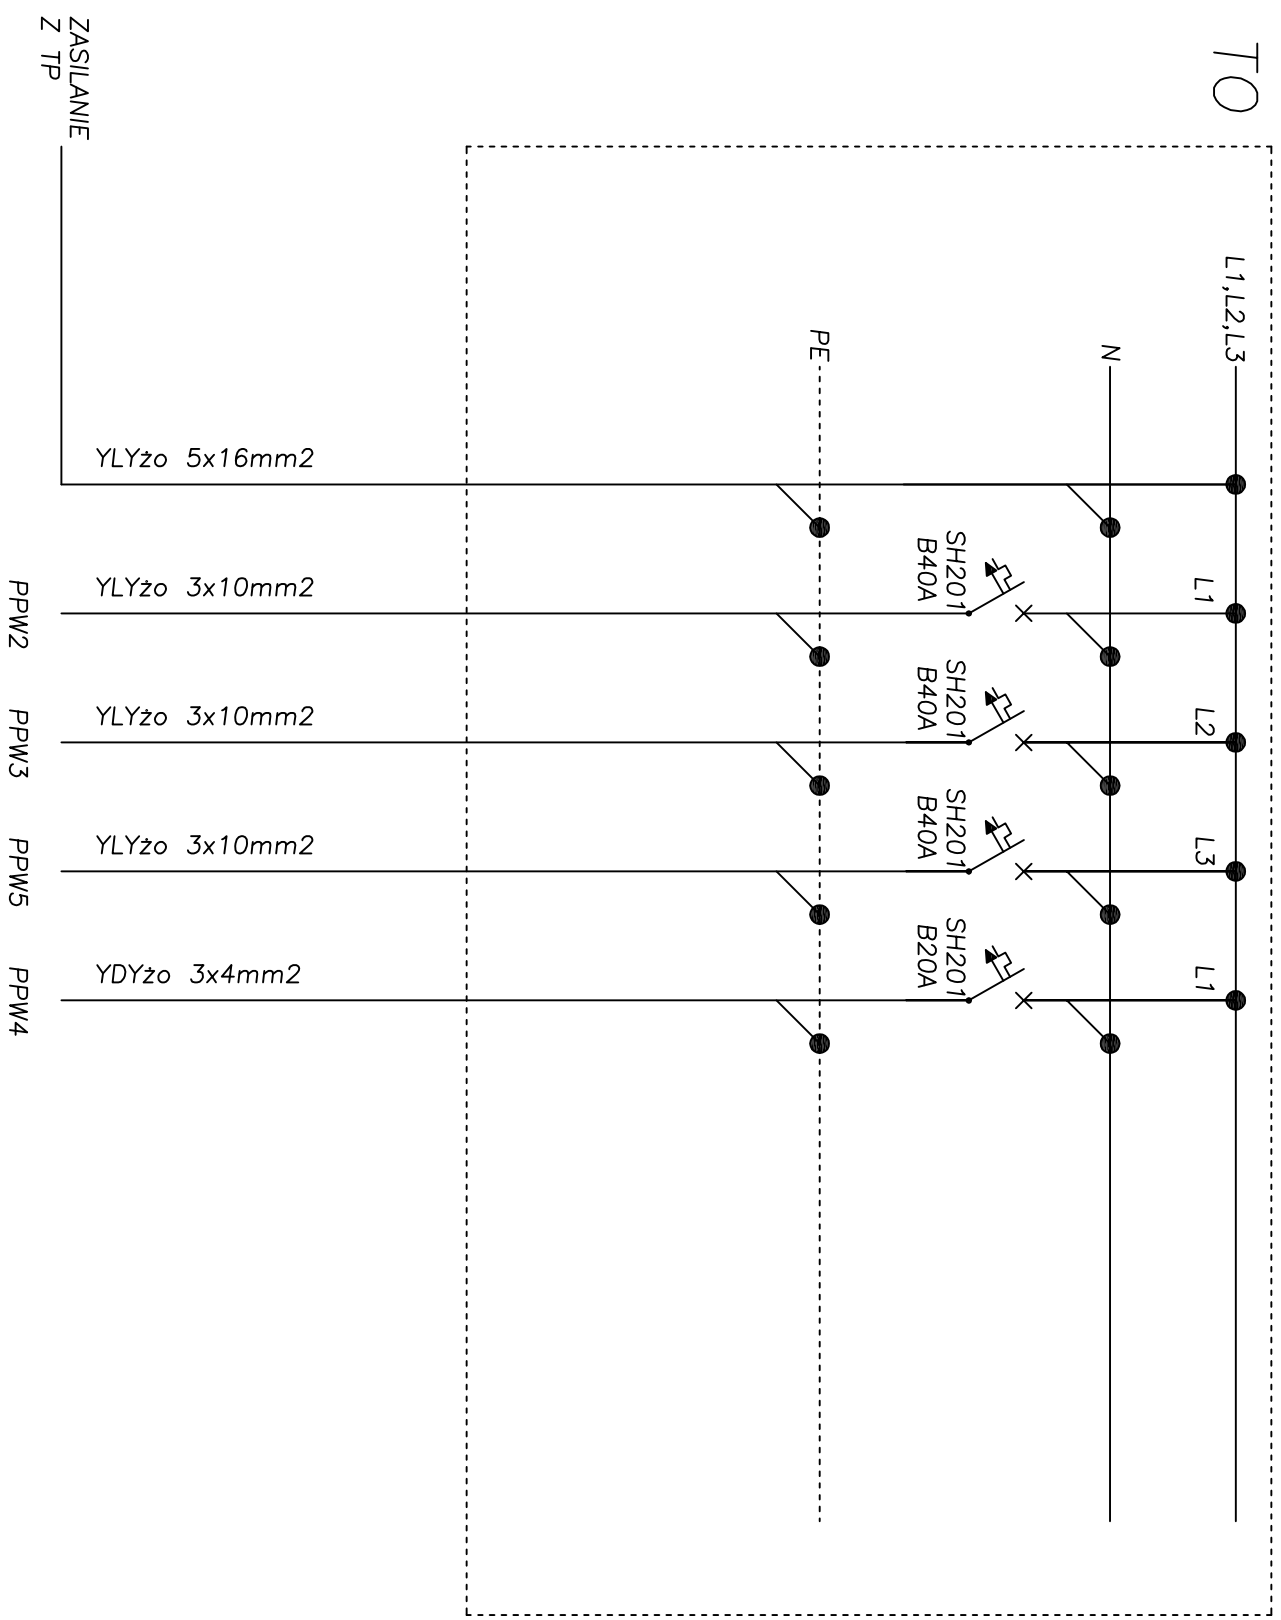 TO
L1,L2,L3
N
PE
L1
L2
L3
L1
SH201
B40A
SH201
B40A
SH201
B40A
SH201
B20A
YLYżo 5x16mm2
YLYżo 3x10mm2
YLYżo 3x10mm2
YLYżo 3x10mm2
YDYżo 3x4mm2
ZASILANIE
Z TP
PPW2
PPW3
PPW5
PPW4